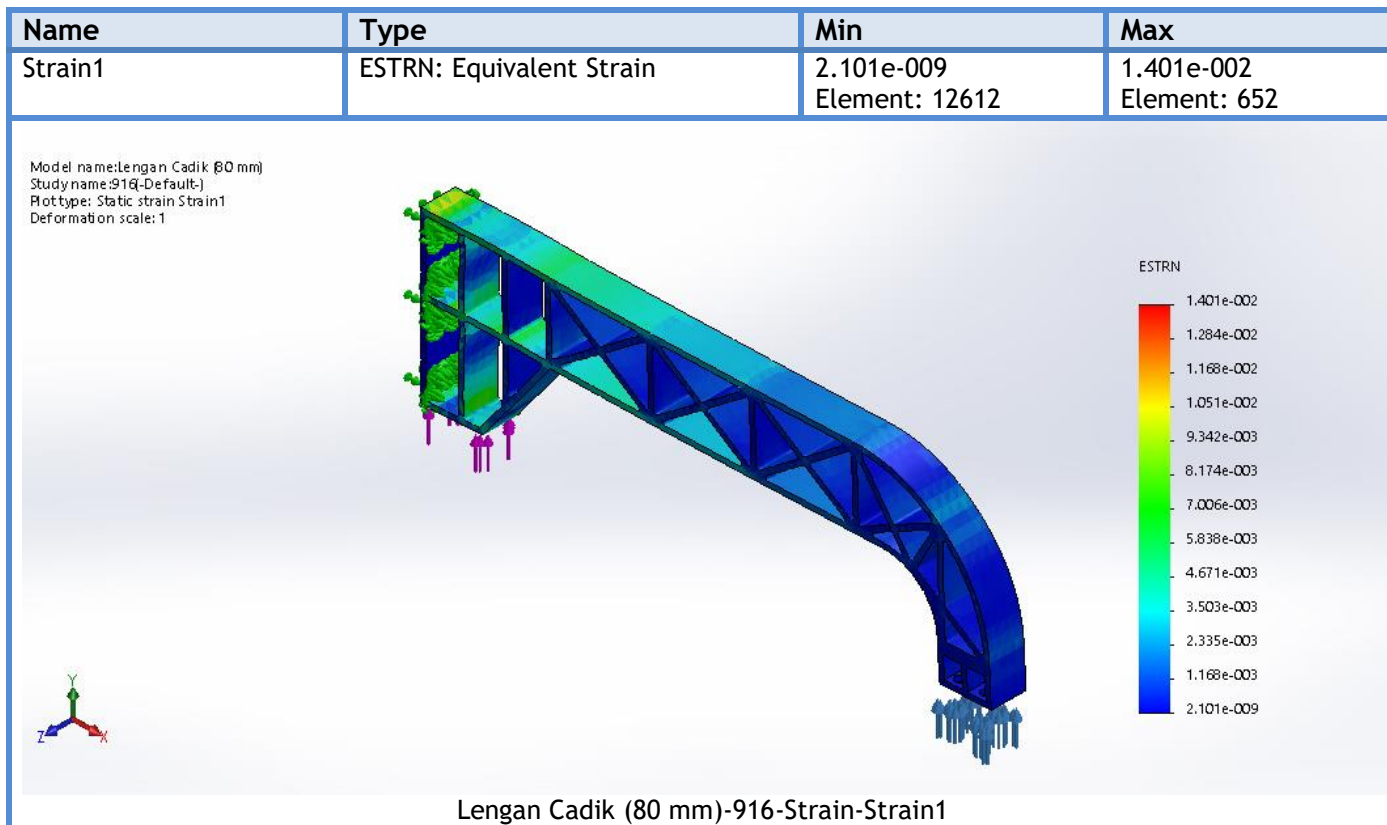 Name Type Min Max
Strain1 ESTRN: Equivalent Strain 2.101e-009 1.401e-002
Element: 12612 Element: 652
Model name:Lengan Cadik (80 mm)
Study name:916(-Default-)
Plot type: Static strain Strain1
Deformation scale: 1
ESTRN
1.401e-002
1.284e-002
1.168e-002
1.051e-002
9.342e-003
8.174e-003
7.006e-003
5.838e-003
4.671e-003
3.503e-003
2.335e-003
1.168e-003
2.101e-009
Y
Z X
Lengan Cadik (80 mm)-916-Strain-Strain1